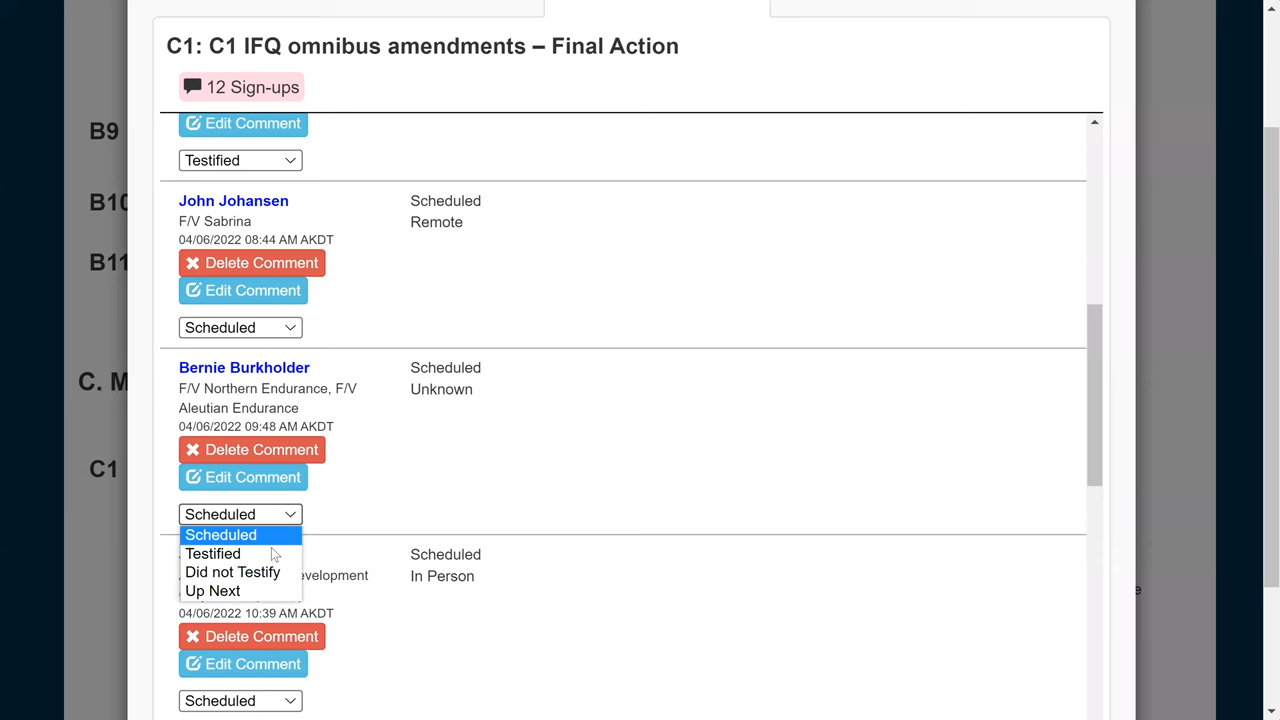 C1: C1 IFQ omnibus amendments – Final Action
12 Sign-ups
B9
Edit Comment
Testified
B10
John Johansen
Scheduled
F/V Sabrina
Remote
04/06/2022 08:44 AM AKDT
B11
Delete Comment
Edit Comment
Scheduled
Bernie Burkholder
Scheduled
C. M
F/V Northern Endurance, F/V
Unknown
Aleutian Endurance
04/06/2022 09:48 AM AKDT
Delete Comment
C1
Edit Comment
Scheduled
Scheduled
Testified
Scheduled
Did not Testify
evelopment
In Person
Up Next
04/06/2022 10:39 AM AKDT
Delete Comment
Edit Comment
Scheduled